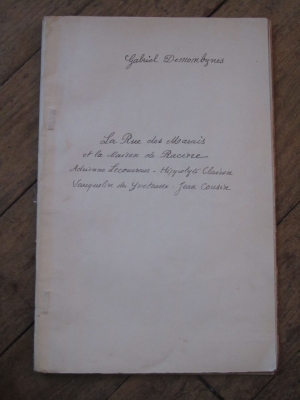 Gabriel Demombynes
La Rue des Marais
et la Maison de Racine
Adrienne Lecouvreur - Hippolyte Clairon
Vauquelin des Yveteaux - Jean Cousin